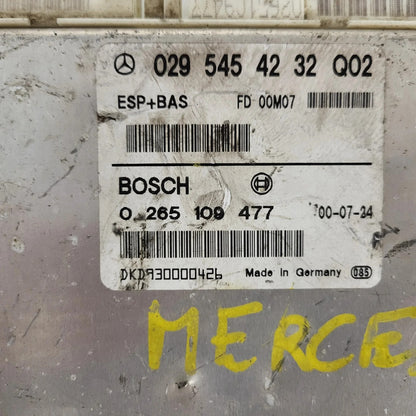 029 545 42 32 Q02
ESP+BAS FD 00M07
BOSCH
0 265 109 477 00-07-24
DKD930000426 Made in Germany 085
MERCE